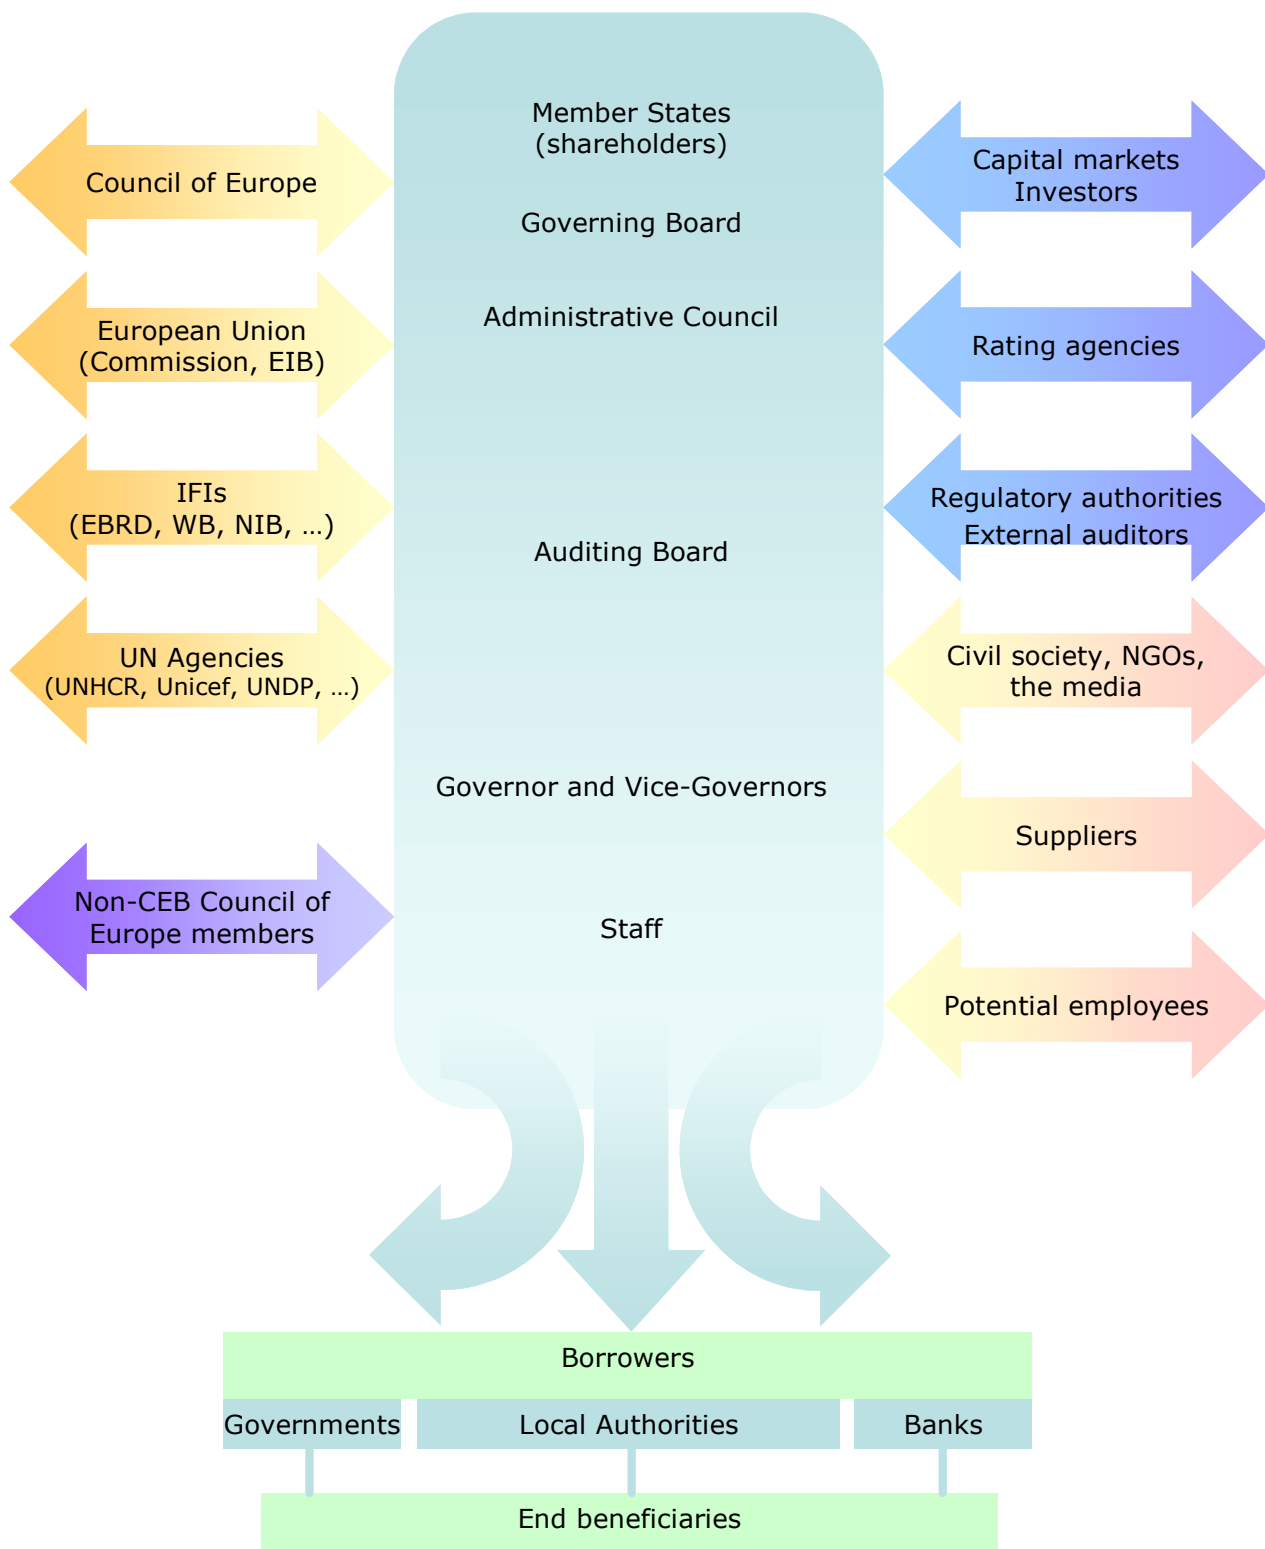 Member States
(shareholders)
Governing Board
Administrative Council
Auditing Board
Governor and Vice-Governors
Staff
Council of Europe
European Union
(Commission, EIB)
IFIs
(EBRD, WB, NIB, …)
UN Agencies
(UNHCR, Unicef, UNDP, …)
Non-CEB Council of
Europe members
Capital markets
Investors
Rating agencies
Regulatory authorities
External auditors
Civil society, NGOs,
the media
Suppliers
Potential employees
Borrowers
Governments
Local Authorities
Banks
End beneficiaries